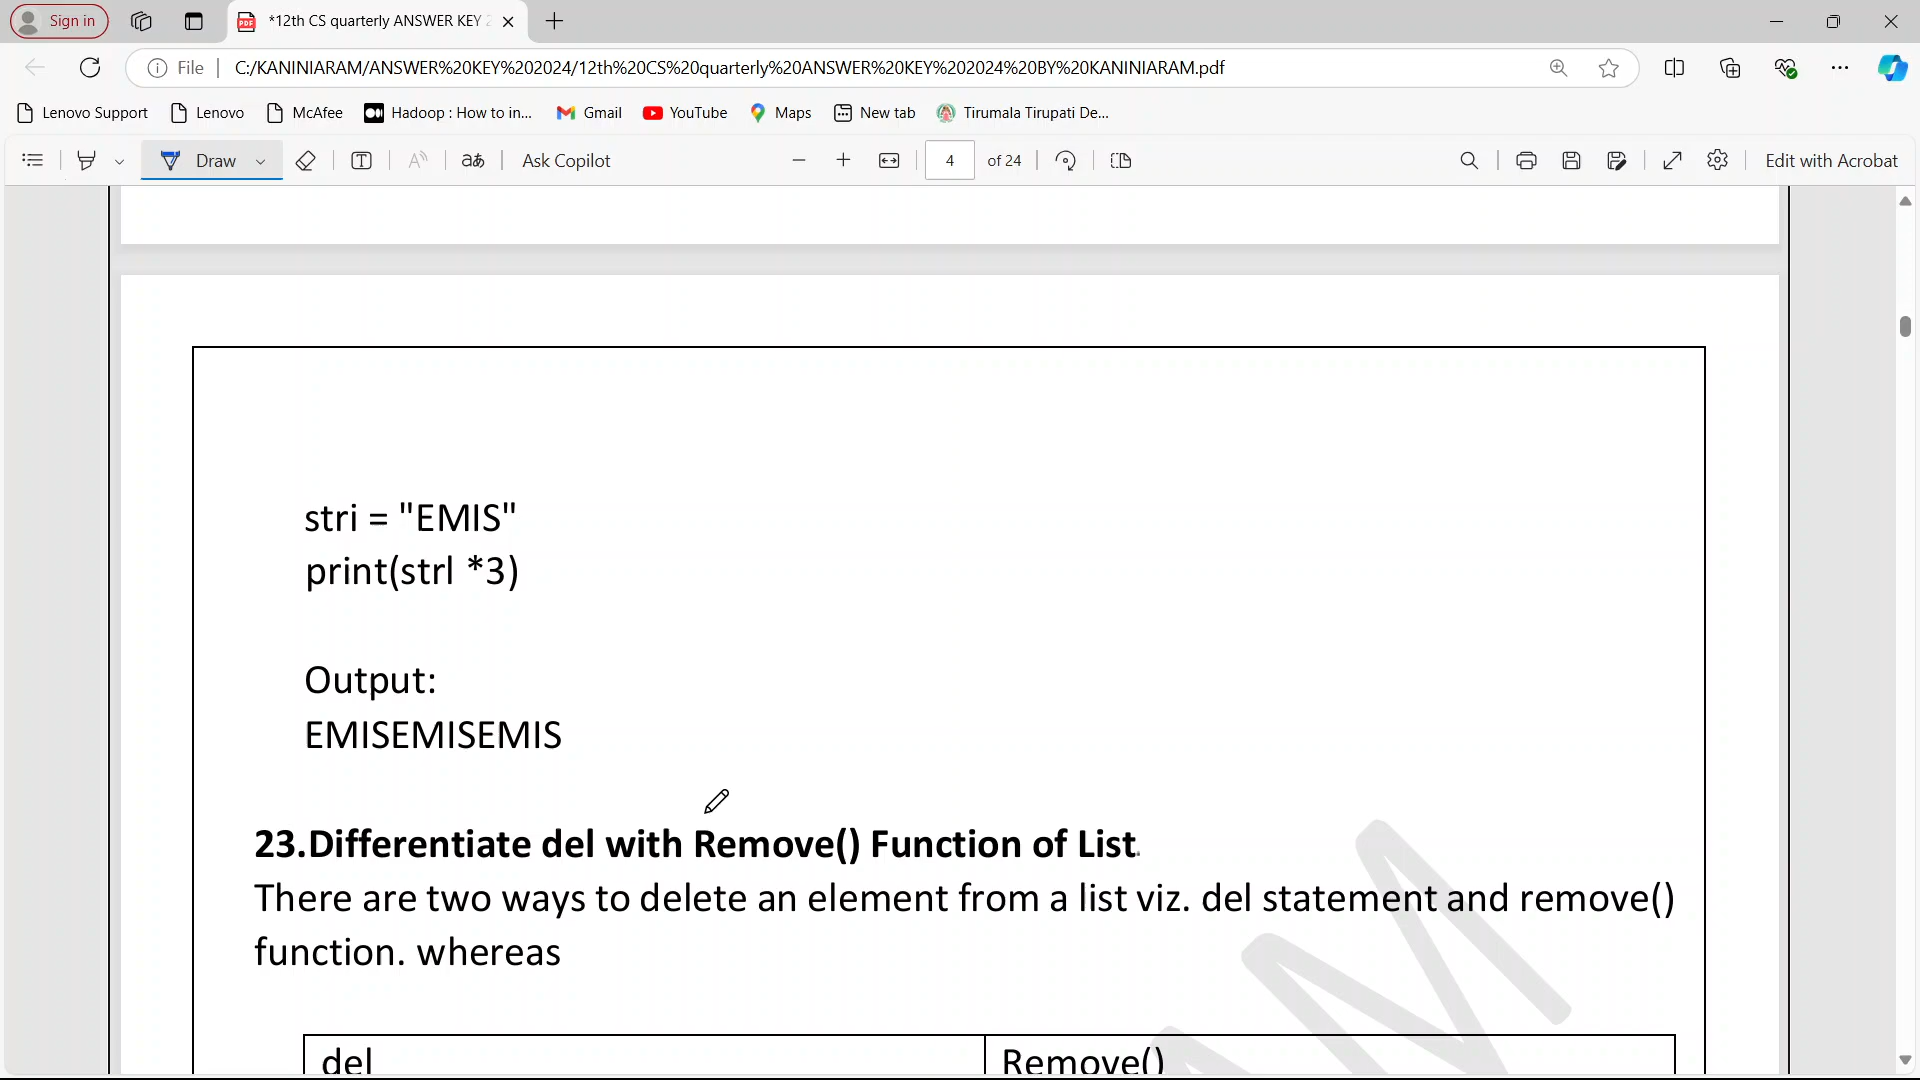 Sign in
*12th CS quarterly ANSWER KEY 2
File
C:/KANINIARAM/ANSWER%20KEY%202024/12th%20CS%20quarterly%20ANSWER%20KEY%202024%20BY%20KANINIARAM.pdf
Lenovo Support Lenovo McAfee Hadoop : How to in... Gmail YouTube Maps New tab Tirumala Tirupati De...
Draw aあ Ask Copilot 4 of 24 Edit with Acrobat
stri = "EMIS"
print(strl *3)
Output:
EMISEMISEMIS
23.Differentiate del with Remove() Function of List.
There are two ways to delete an element from a list viz. del statement and remove()
function. whereas
del Remove()